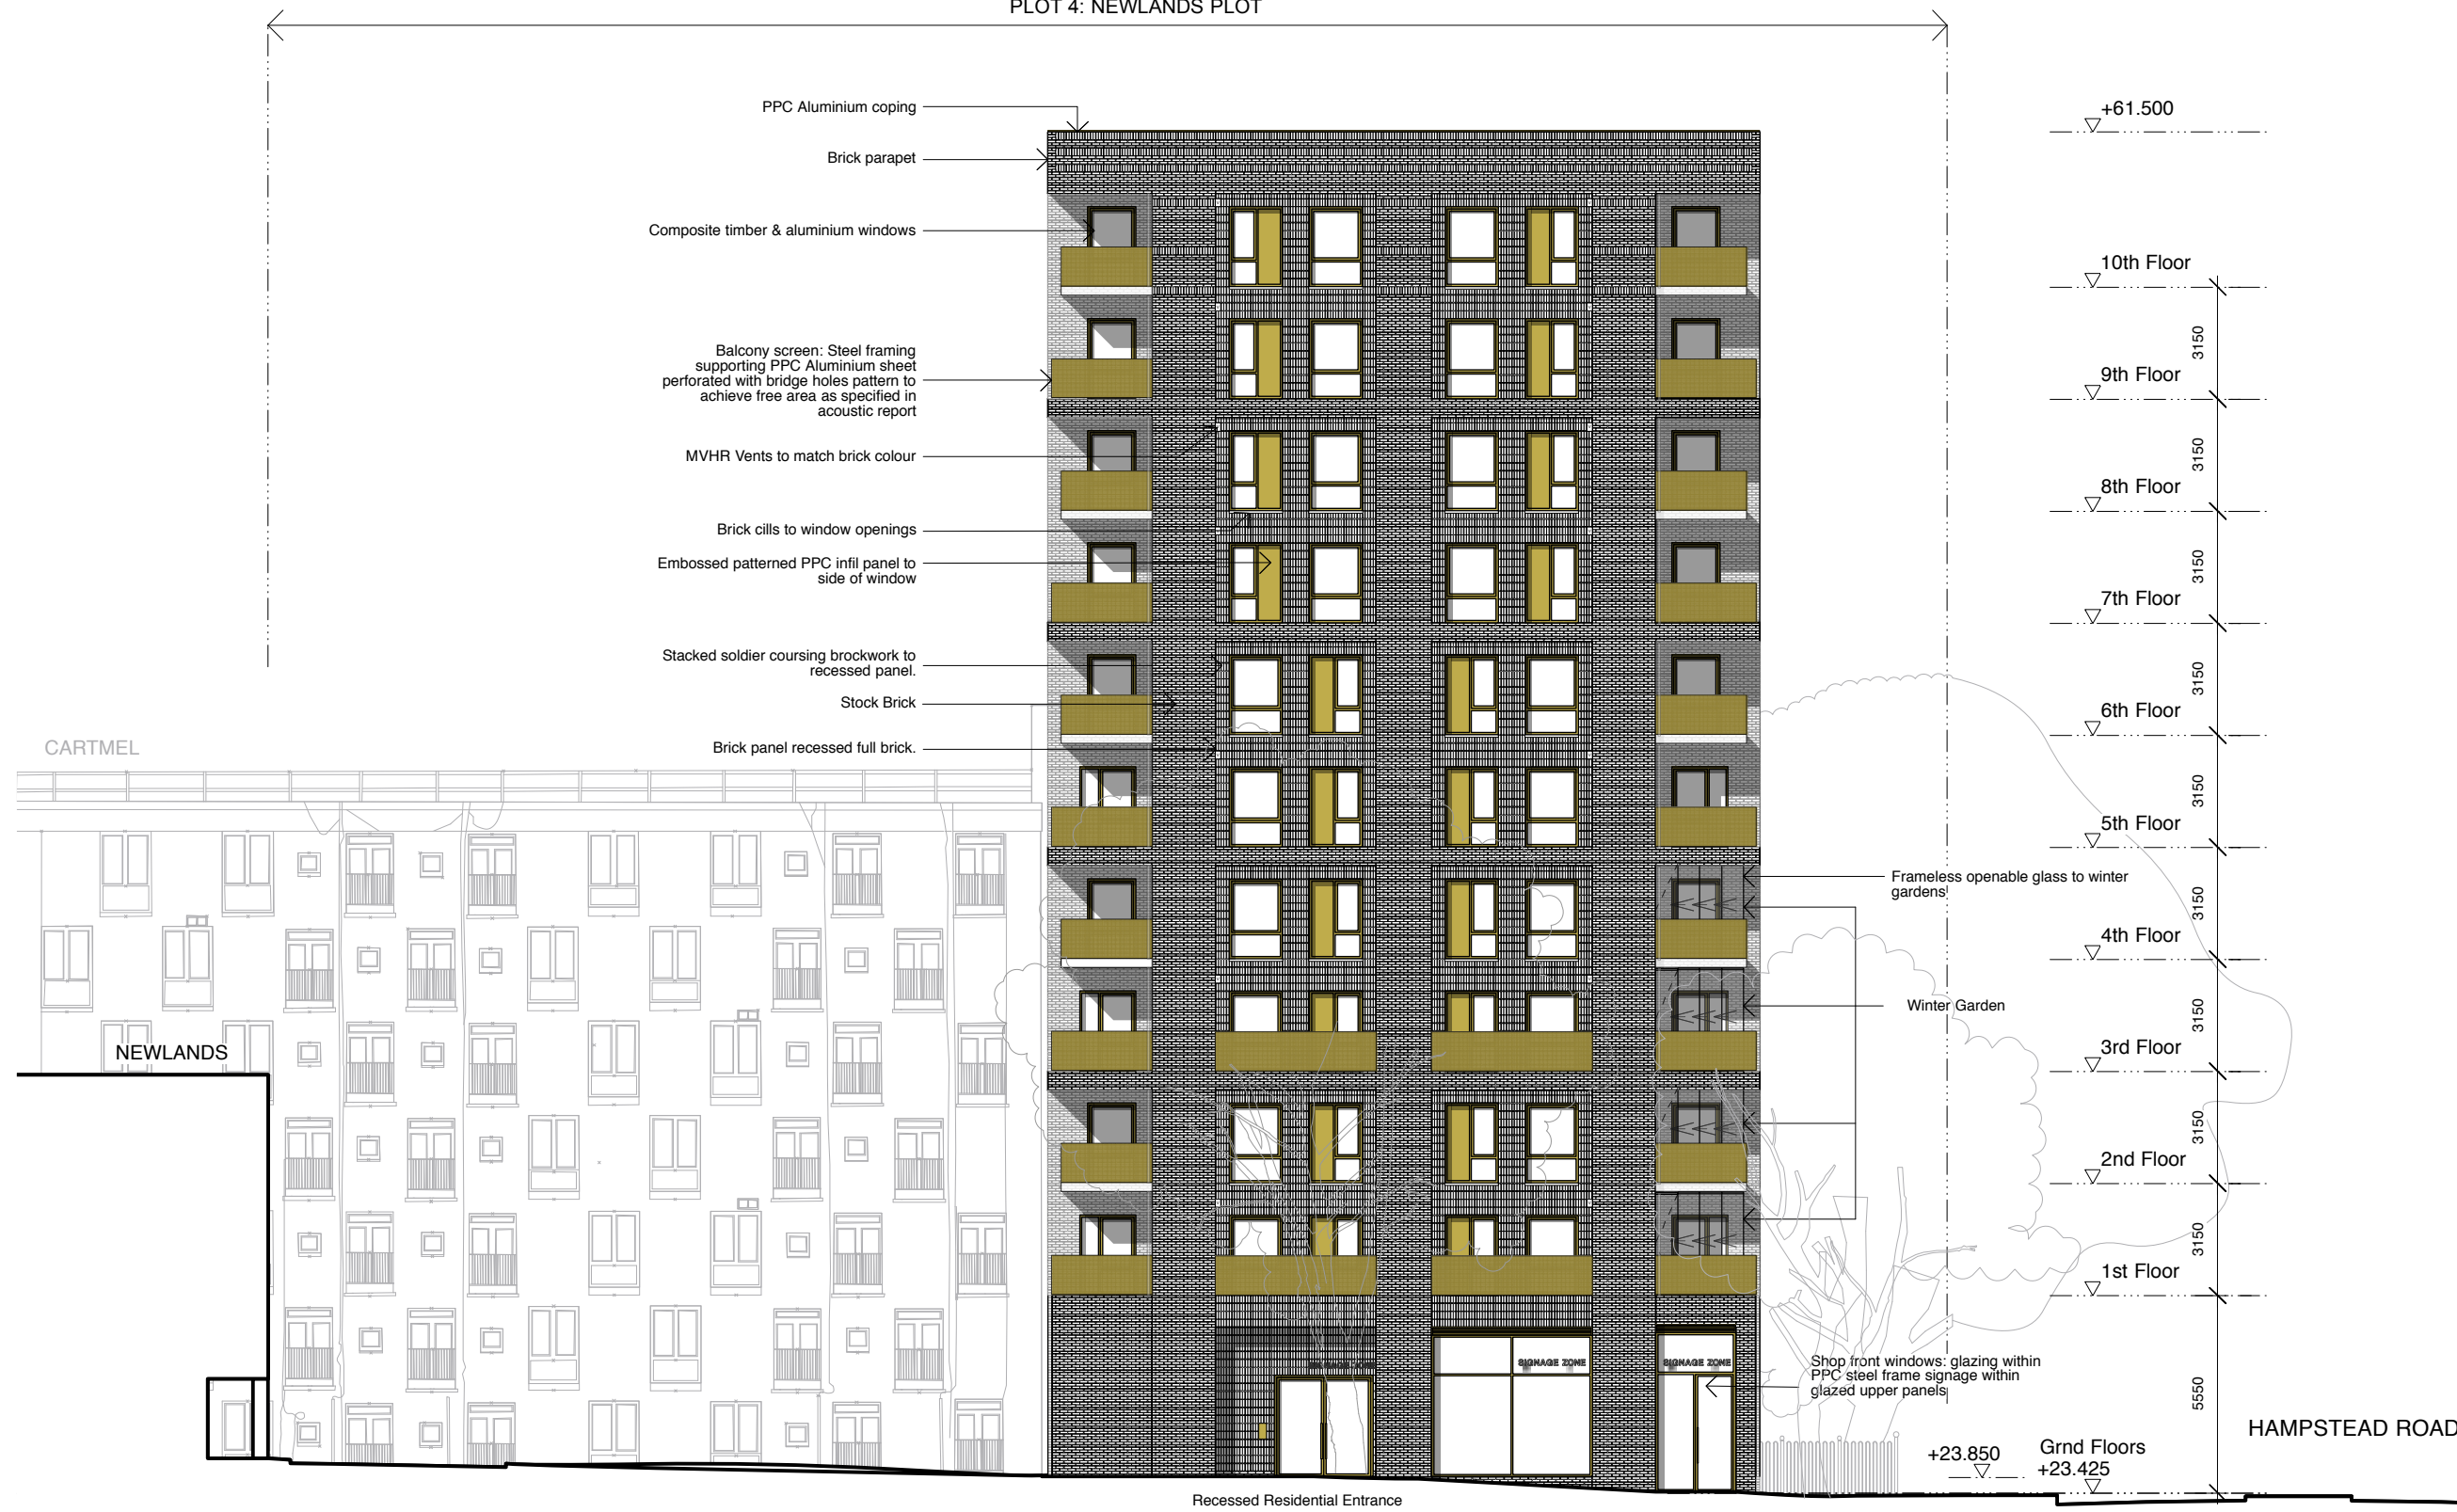 PLOT 4: NEWLANDS PLOT
PPC Aluminium coping
Brick parapet
Composite timber & aluminium windows
Balcony screen: Steel framing
supporting PPC Aluminium sheet
perforated with bridge holes pattern to
achieve free area as specified in
acoustic report
MVHR Vents to match brick colour
Brick cills to window openings
Embossed patterned PPC infil panel to
side of window
Stacked soldier coursing brockwork to
recessed panel.
Stock Brick
Brick panel recessed full brick.
CARTMEL
NEWLANDS
+61.500
10th Floor
3150
9th Floor
3150
8th Floor
3150
7th Floor
3150
6th Floor
3150
5th Floor
3150
4th Floor
3150
3rd Floor
3150
2nd Floor
3150
1st Floor
5550
Frameless openable glass to winter
gardens
Winter Garden
SIGNAGE ZONE
SIGNAGE ZONE
SIGNAGE ZONE
Shop front windows: glazing within
PPC steel frame signage within
glazed upper panels
HAMPSTEAD ROAD
+23.850
Grnd Floors
+23.425
Recessed Residential Entrance